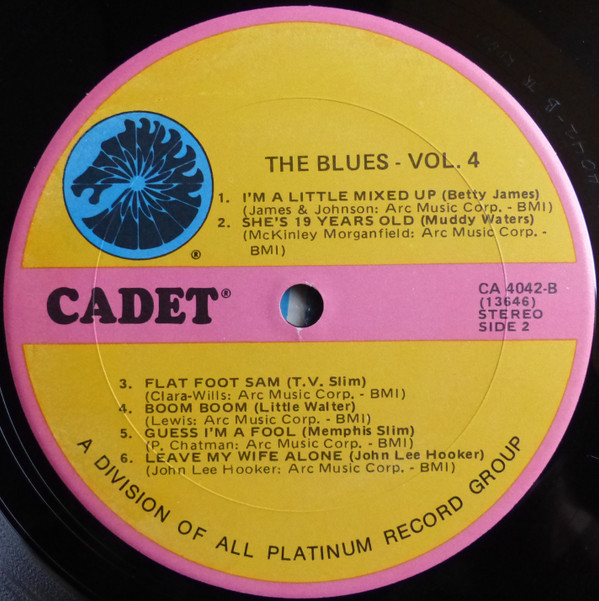 THE BLUES - VOL. 4
1. I'M A LITTLE MIXED UP (Betty James)
(James & Johnson: Arc Music Corp. - BMI)
2. SHE'S 19 YEARS OLD (Muddy Waters)
(McKinley Morganfield: Arc Music Corp. -
BMI)
®
CADET®
CA 4042-B
(13646)
STEREO
SIDE 2
3. FLAT FOOT SAM (T.V. Slim)
(Clara-Wills: Arc Music Corp. - BMI)
4. BOOM BOOM (Little Walter)
(Lewis: Arc Music Corp. - BMI)
5. GUESS I'M A FOOL (Memphis Slim)
(P. Chatman: Arc Music Corp. - BMI)
6. LEAVE MY WIFE ALONE (John Lee Hooker)
(John Lee Hooker: Arc Music Corp. - BMI)
A DIVISION OF ALL PLATINUM RECORD GROUP